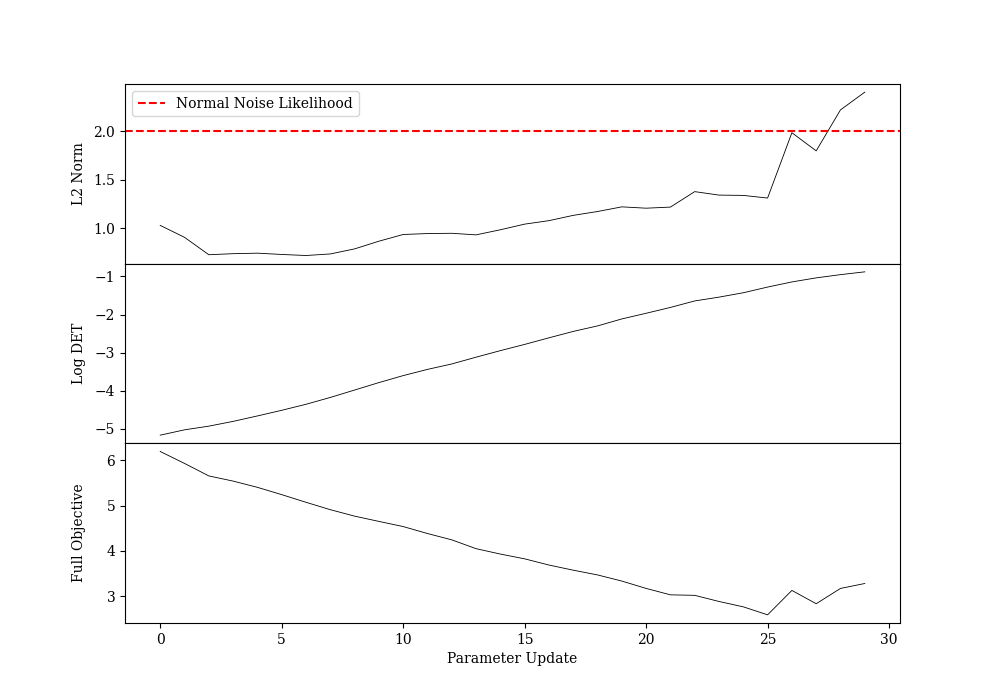 Normal Noise Likelihood
2.0
1.5
1.0
L2 Norm
−1
−2
−3
−4
−5
Log DET
6
5
4
3
Full Objective
0 5 10 15 20 25 30
Parameter Update